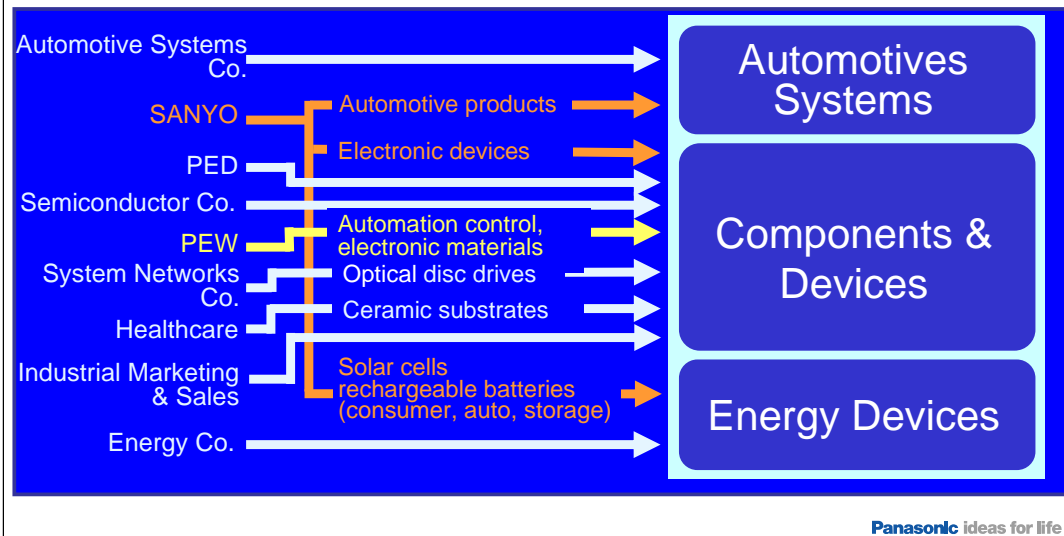 Automotive Systems
Co.
SANYO
PED
Semiconductor Co.
PEW
System Networks
Co.
Healthcare
Industrial Marketing
& Sales
Energy Co.
Automotive products
Electronic devices
Automation control,
electronic materials
Optical disc drives
Ceramic substrates
Solar cells
rechargeable batteries
(consumer, auto, storage)
Automotives
Systems
Components &
Devices
Energy Devices
Panasonic ideas for life